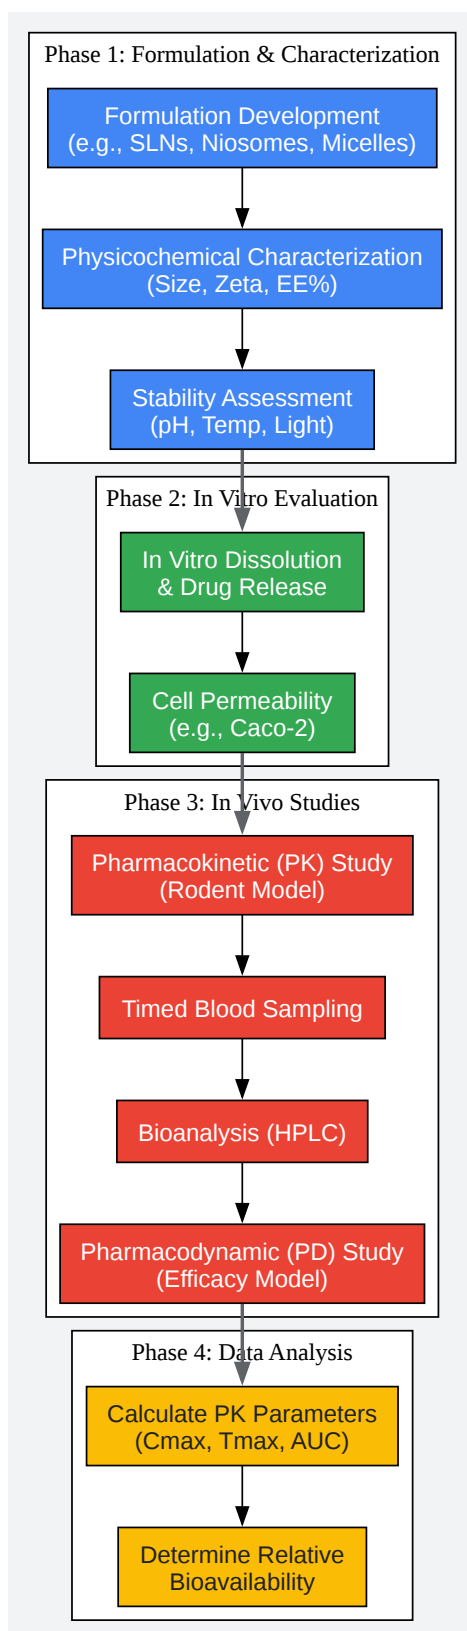 Phase 1: Formulation & Characterization
Formulation Development
(e.g., SLNs, Niosomes, Micelles)
Physicochemical Characterization
(Size, Zeta, EE%)
Stability Assessment
(pH, Temp, Light)
Phase 2: In Vitro Evaluation
In Vitro Dissolution
& Drug Release
Cell Permeability
(e.g., Caco-2)
Phase 3: In Vivo Studies
Pharmacokinetic (PK) Study
(Rodent Model)
Timed Blood Sampling
Bioanalysis (HPLC)
Pharmacodynamic (PD) Study
(Efficacy Model)
Phase 4: Data Analysis
Calculate PK Parameters
(Cmax, Tmax, AUC)
Determine Relative
Bioavailability